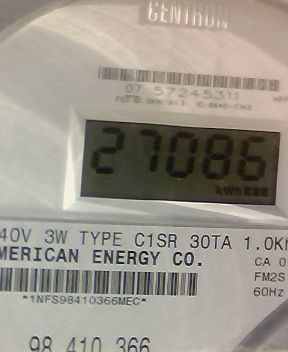 CENTRON
07 57245311
27086
kWh
40V 3W TYPE C1SR 30TA 1.0K
MERICAN ENERGY CO.
CA 0
FM2S
60Hz
*1NFS98410366MEC*
98 410 366